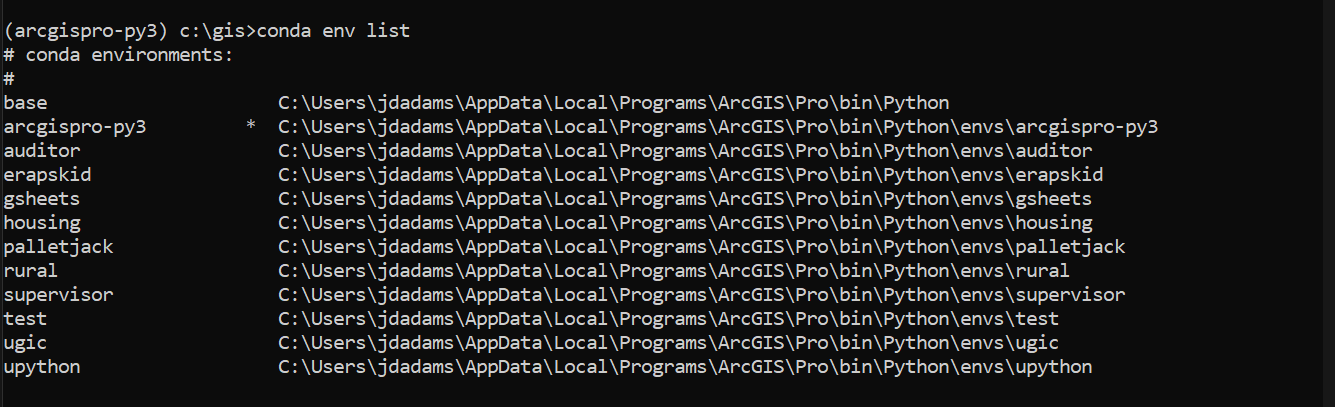 (arcgispro-py3) c:\gis>conda env list
# conda environments:
#
base                     C:\Users\jdadams\AppData\Local\Programs\ArcGIS\Pro\bin\Python
arcgispro-py3         *  C:\Users\jdadams\AppData\Local\Programs\ArcGIS\Pro\bin\Python\envs\arcgispro-py3
auditor                  C:\Users\jdadams\AppData\Local\Programs\ArcGIS\Pro\bin\Python\envs\auditor
erapskid                 C:\Users\jdadams\AppData\Local\Programs\ArcGIS\Pro\bin\Python\envs\erapskid
gsheets                  C:\Users\jdadams\AppData\Local\Programs\ArcGIS\Pro\bin\Python\envs\gsheets
housing                  C:\Users\jdadams\AppData\Local\Programs\ArcGIS\Pro\bin\Python\envs\housing
palletjack               C:\Users\jdadams\AppData\Local\Programs\ArcGIS\Pro\bin\Python\envs\palletjack
rural                    C:\Users\jdadams\AppData\Local\Programs\ArcGIS\Pro\bin\Python\envs\rural
supervisor               C:\Users\jdadams\AppData\Local\Programs\ArcGIS\Pro\bin\Python\envs\supervisor
test                     C:\Users\jdadams\AppData\Local\Programs\ArcGIS\Pro\bin\Python\envs\test
ugic                     C:\Users\jdadams\AppData\Local\Programs\ArcGIS\Pro\bin\Python\envs\ugic
upython                  C:\Users\jdadams\AppData\Local\Programs\ArcGIS\Pro\bin\Python\envs\upython